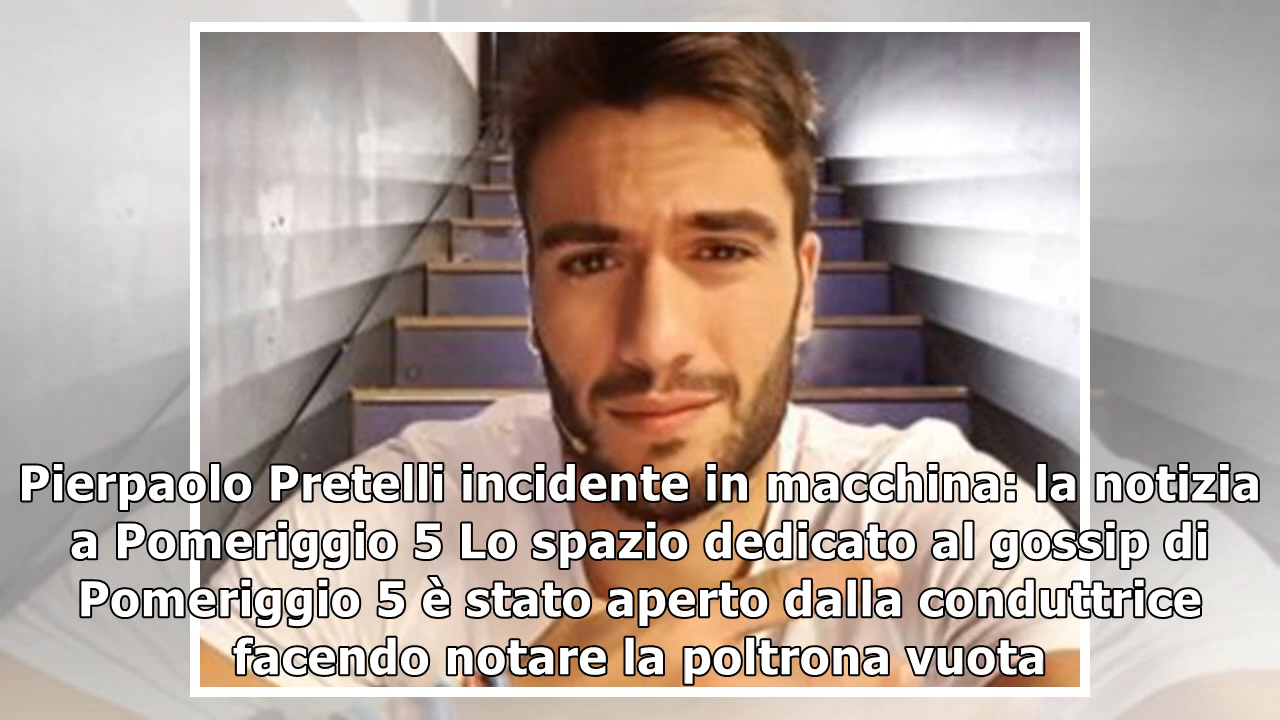 Pierpaolo Pretelli incidente in macchina: la notizia
a Pomeriggio 5 Lo spazio dedicato al gossip di
Pomeriggio 5 è stato aperto dalla conduttrice
facendo notare la poltrona vuota